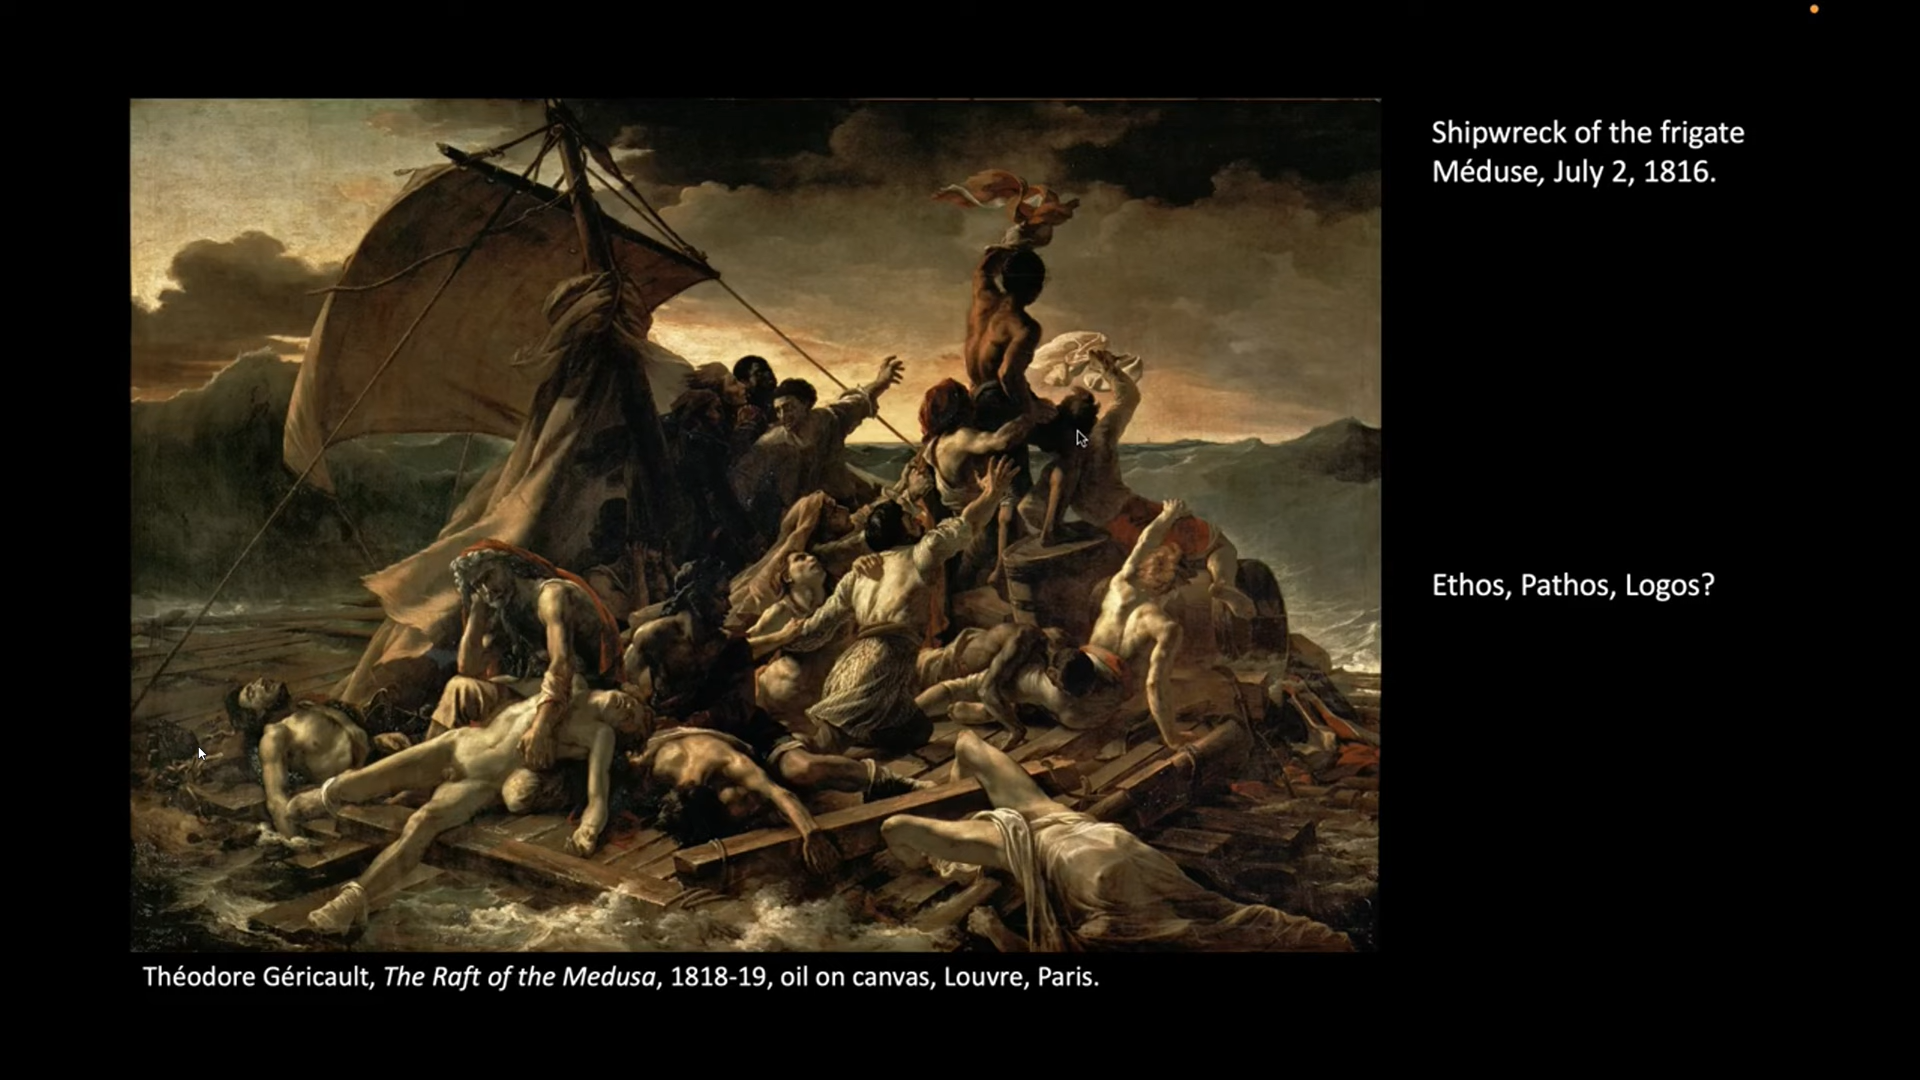 Shipwreck of the frigate
Méduse, July 2, 1816.
Ethos, Pathos, Logos?
Théodore Géricault, The Raft of the Medusa, 1818-19, oil on canvas, Louvre, Paris.